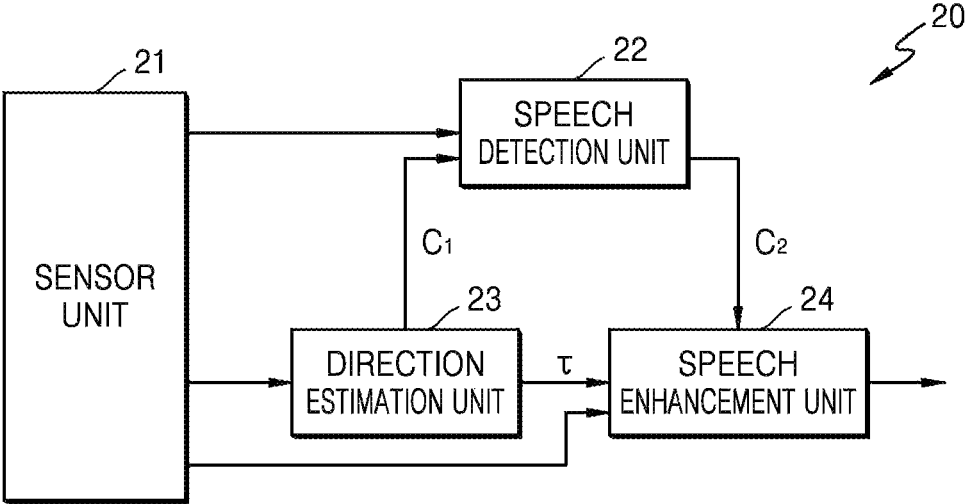 20
21
22
SPEECH
DETECTION UNIT
SENSOR
UNIT
C1
C2
23
24
DIRECTION
ESTIMATION UNIT
τ
SPEECH
ENHANCEMENT UNIT